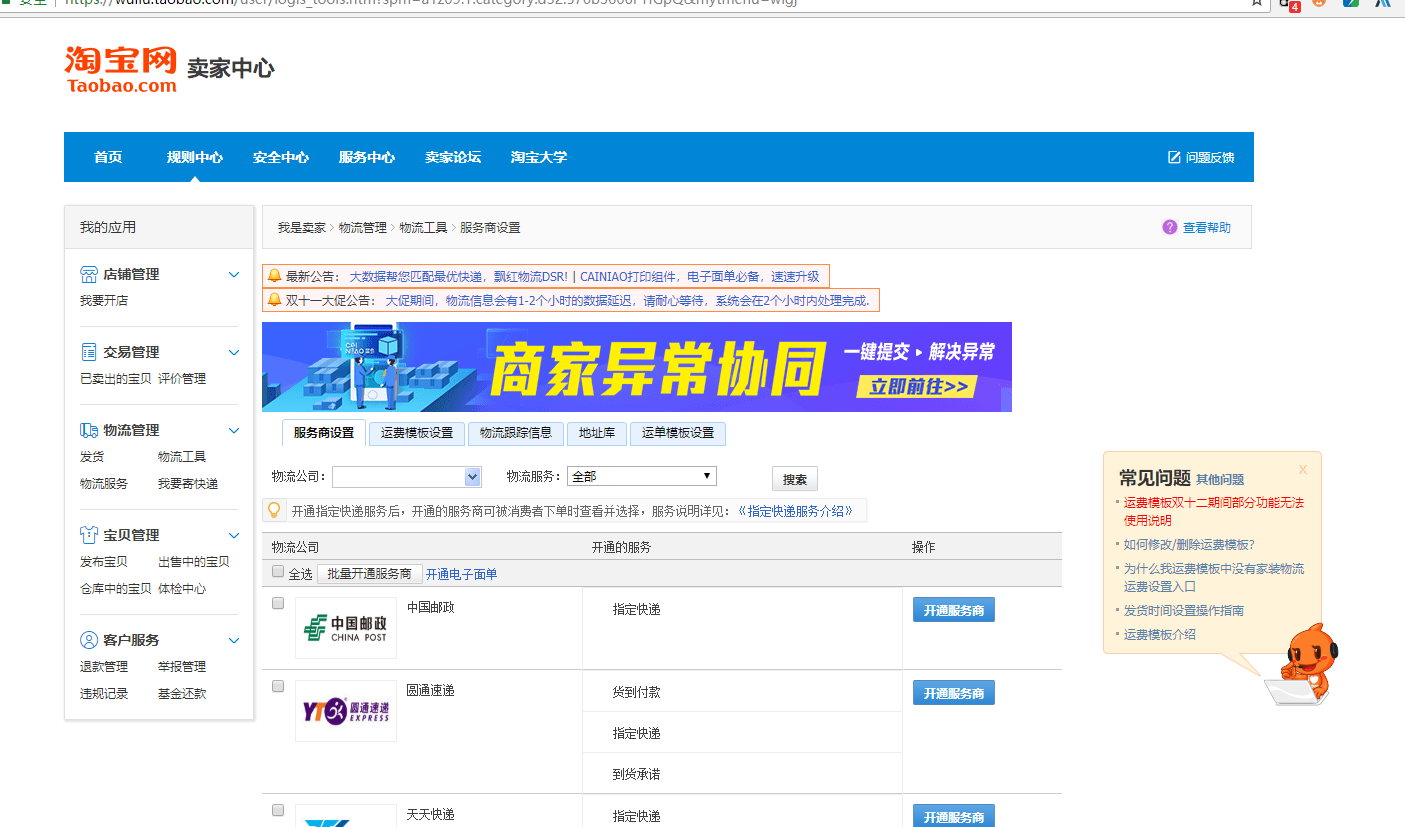 安全
淘宝网
Taobao.com
卖家中心
首页 规则中心 安全中心 服务中心 卖家论坛 淘宝大学 问题反馈
我的应用
店铺管理
我要开店
交易管理
已卖出的宝贝 评价管理
物流管理
发货 物流工具
物流服务 我要寄快递
宝贝管理
发布宝贝 出售中的宝贝
仓库中的宝贝 体检中心
客户服务
退款管理 举报管理
违规记录 基金还款
我是卖家 > 物流管理 > 物流工具 > 服务商设置
? 查看帮助
最新公告: 大数据帮您匹配最优快递，飘红物流DSR! | CAINIAO打印组件，电子面单必备，速速升级
双十一大促公告: 大促期间，物流信息会有1-2个小时的数据延迟，请耐心等待，系统会在2个小时内处理完成.
商家异常协同
一键提交 解决异常
立即前往>>
服务商设置 运费模板设置 物流跟踪信息 地址库 运单模板设置
物流公司: 物流服务: 全部 搜索
开通指定快递服务后，开通的服务商可被消费者下单时查看并选择，服务说明详见: 《指定快递服务介绍》
物流公司 开通的服务 操作
全选 批量开通服务商 开通电子面单
中国邮政
CHINA POST
中国邮政 指定快递 开通服务商
YTO 圆通速递
EXPRESS
圆通速递 货到付款 开通服务商
指定快递
到货承诺
天天快递 指定快递 开通服务商
常见问题 其他问题 x
运费模板双十二期间部分功能无法
使用说明
如何修改/删除运费模板?
为什么我运费模板中没有家装物流
运费设置入口
发货时间设置操作指南
运费模板介绍
4